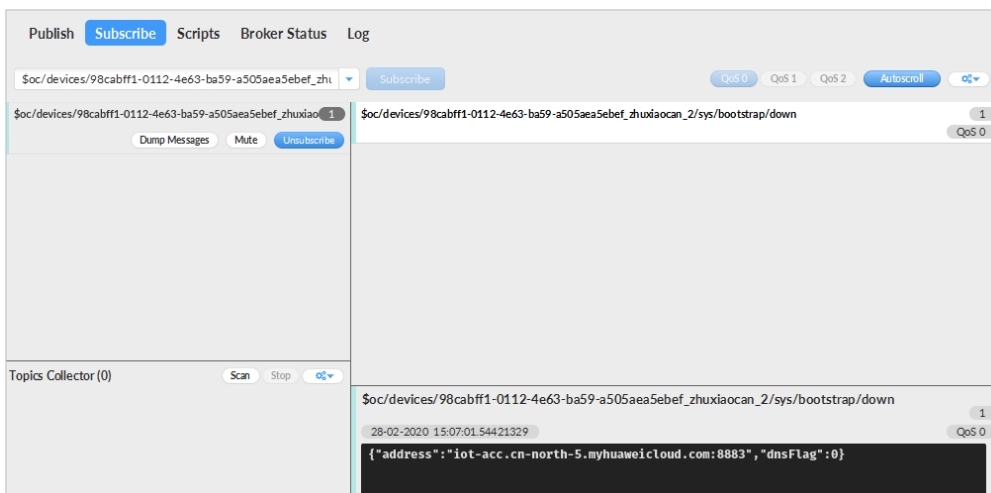 Publish Subscribe Scripts Broker Status Log
$oc/devices/98cabff1-0112-4e63-ba59-a505aea5ebef_zhu Subscribe QoS 0 QoS 1 QoS 2 Autoscroll
$oc/devices/98cabff1-0112-4e63-ba59-a505aea5ebef_zhuxiao 1
Dump Messages Mute Unsubscribe
$oc/devices/98cabff1-0112-4e63-ba59-a505aea5ebef_zhuxiaocan_2/sys/bootstrap/down 1
QoS 0
Topics Collector (0) Scan Stop
$oc/devices/98cabff1-0112-4e63-ba59-a505aea5ebef_zhuxiaocan_2/sys/bootstrap/down
1
28-02-2020 15:07:01.54421329 QoS 0
{"address":"iot-acc.cn-north-5.myhuaweicloud.com:8883","dnsFlag":0}